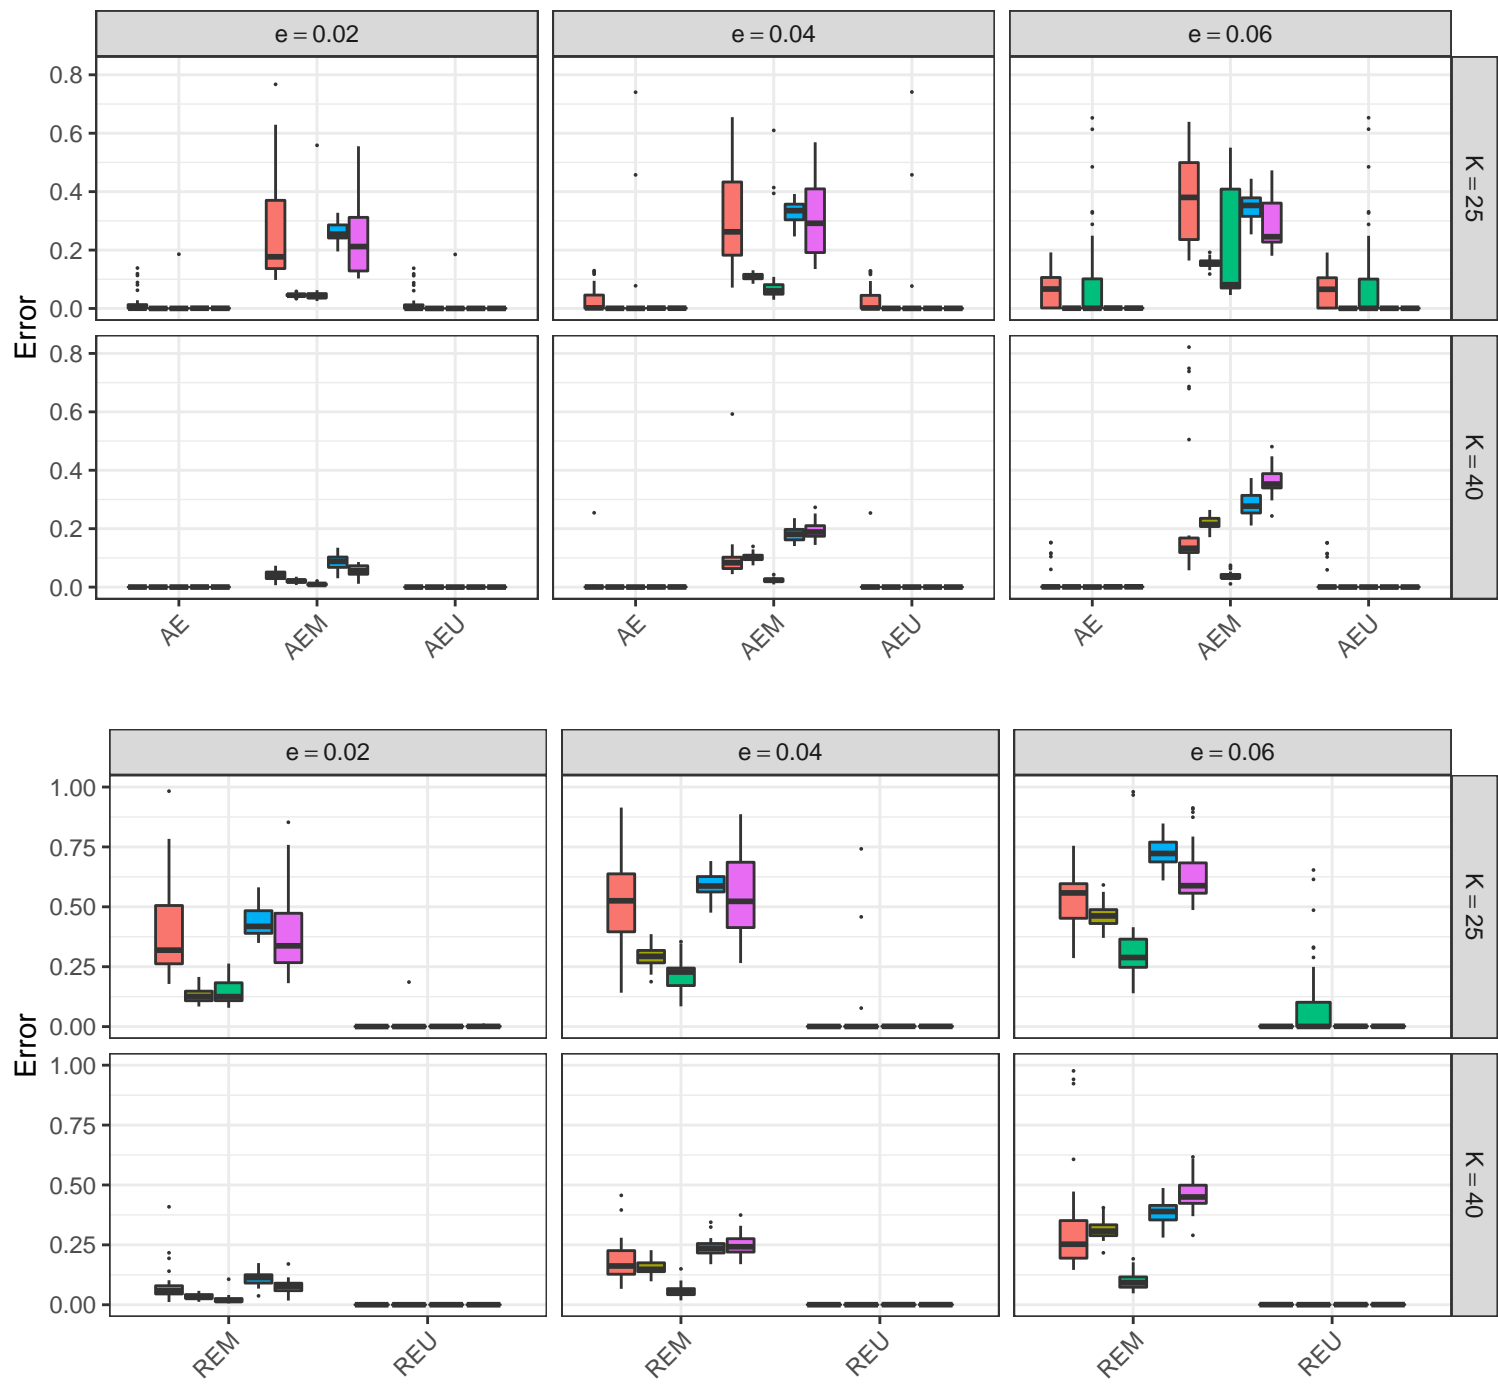 e = 0.02 e = 0.04 e = 0.06
0.8
0.6
0.4
0.2
0.0
K = 25
Error
0.8
0.6
0.4
0.2
0.0
K = 40
AE AEM AEU AE AEM AEU AE AEM AEU
e = 0.02 e = 0.04 e = 0.06
1.00
0.75
0.50
0.25
0.00
K = 25
Error
1.00
0.75
0.50
0.25
0.00
K = 40
REM REU REM REU REM REU